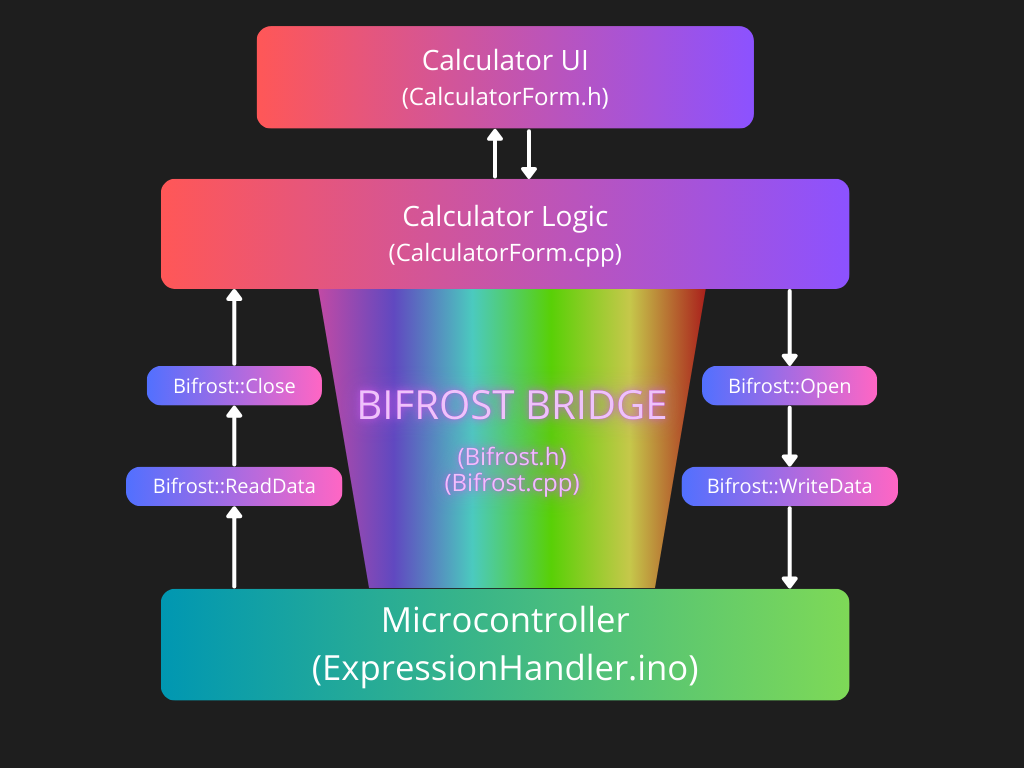 Calculator UI
(CalculatorForm.h)
Calculator Logic
(CalculatorForm.cpp)
Bifrost::Close
Bifrost::Open
BIFROST BRIDGE
(Bifrost.h)
(Bifrost.cpp)
Bifrost::ReadData
Bifrost::WriteData
Microcontroller
(ExpressionHandler.ino)